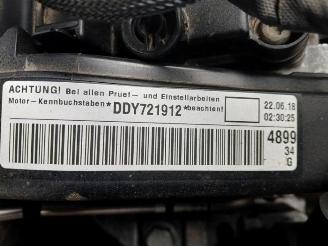 ACHTUNG! Bei allen Pruef- und Einstellarbeiten
Motor-Kennbuchstaben *DDY721912* beachten!
22.06.18
02:30:25
4899
34
G